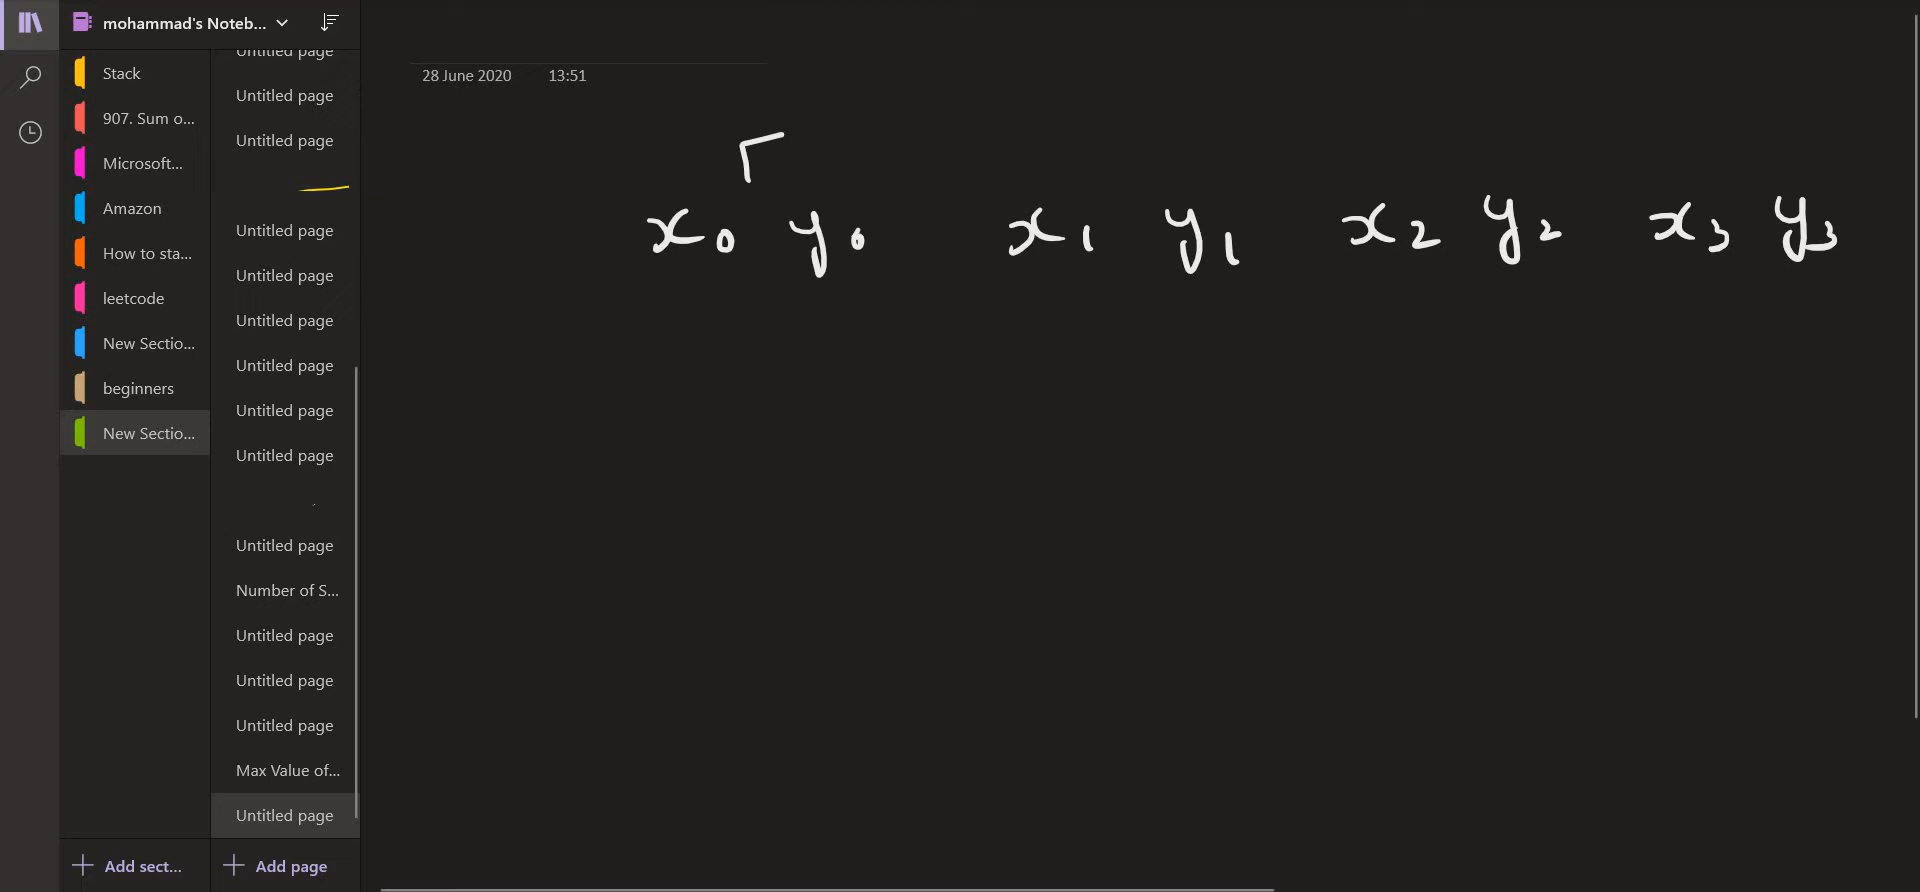 mohammad's Noteb...
Stack
907. Sum o...
Microsoft...
Amazon
How to sta...
leetcode
New Sectio...
beginners
New Sectio...
Add sect...
Untitled page
Untitled page
Untitled page
Untitled page
Untitled page
Untitled page
Untitled page
Untitled page
Untitled page
Untitled page
Number of S...
Untitled page
Untitled page
Untitled page
Max Value of...
Untitled page
Add page
28 June 2020 13:51
x₀ y₀ x₁ y₁ x₂ y₂ x₃ y₃